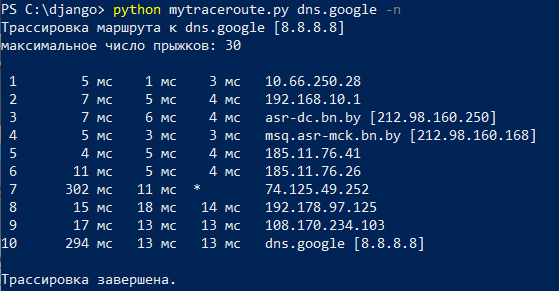 PS C:\django> python mytraceroute.py dns.google -n
Трассировка маршрута к dns.google [8.8.8.8]
максимальное число прыжков: 30
1 5 мс 1 мс 3 мс 10.66.250.28
2 7 мс 5 мс 4 мс 192.168.10.1
3 7 мс 6 мс 4 мс asr-dc.bn.by [212.98.160.250]
4 5 мс 3 мс 3 мс msq.asr-mck.bn.by [212.98.160.168]
5 4 мс 5 мс 4 мс 185.11.76.41
6 11 мс 5 мс 4 мс 185.11.76.26
7 302 мс 11 мс * 74.125.49.252
8 15 мс 18 мс 14 мс 192.178.97.125
9 17 мс 13 мс 13 мс 108.170.234.103
10 294 мс 13 мс 13 мс dns.google [8.8.8.8]
Трассировка завершена.